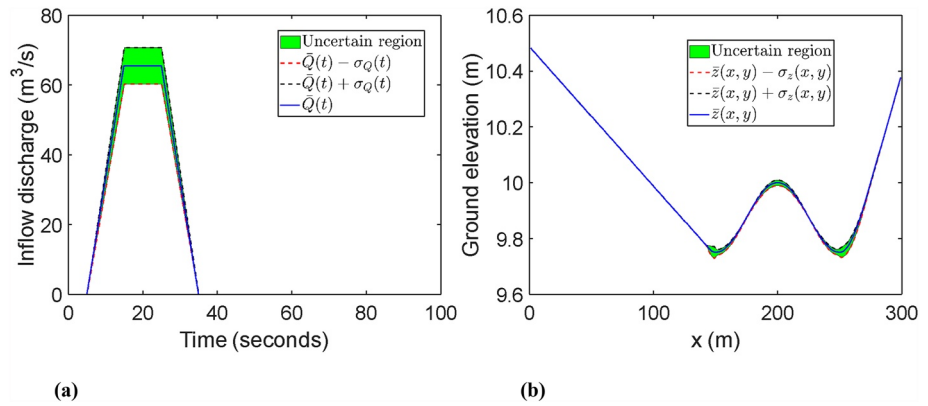 80
60
40
20
0
0 20 40 60 80 100
Inflow discharge (m³/s)
Time (seconds)
Uncertain region
Q̄(t) − σ_Q(t)
Q̄(t) + σ_Q(t)
Q̄(t)
(a)
10.6
10.4
10.2
10
9.8
9.6
0 100 200 300
Ground elevation (m)
x (m)
Uncertain region
z̄(x, y) − σ_z(x, y)
z̄(x, y) + σ_z(x, y)
z̄(x, y)
(b)